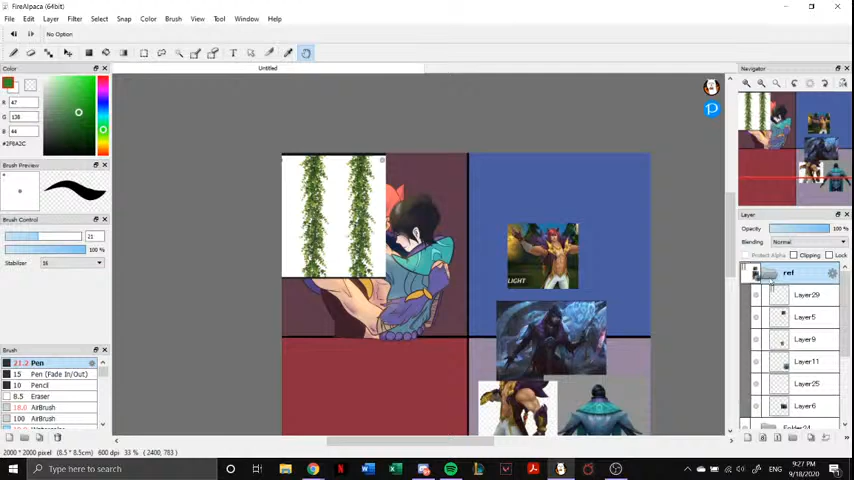 FireAlpaca (64bit)
File Edit Layer Filter Select Snap Color Brush View Tool Window Help
No Option
Untitled
Color
R 47
G 138
B 44
#2F8A2C
Brush Preview
Brush Control
21
100 %
Stabilizer 16
Brush
21.0 Pen
15 Pen (Fade In/Out)
10 Pencil
8.5 Eraser
18.0 AirBrush
100 AirBrush
LIGHT
Navigator
Layer
Opacity 100 %
Blending Normal
Protect Alpha Clipping Lock
ref
Layer29
Layer5
Layer9
Layer11
Layer25
Layer6
2000 * 2000 pixel (8.5 * 8.5cm) 600 dpi 33 % (2400, 783)
Type here to search
ENG
9:27 PM
9/18/2020